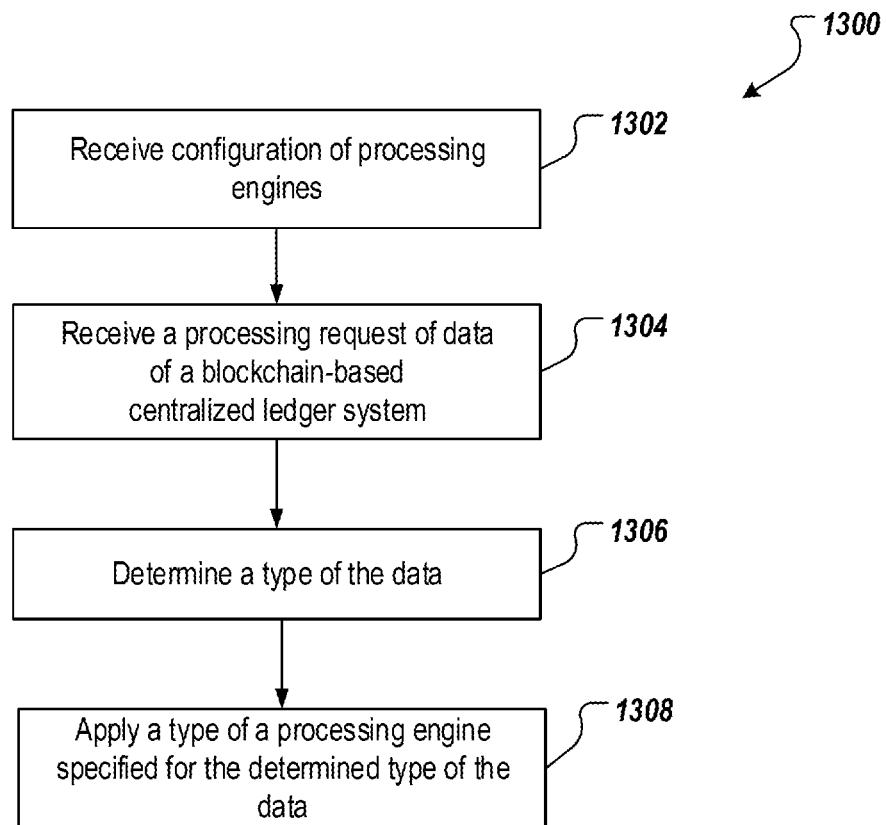 1300
1302
Receive configuration of processing
engines
1304
Receive a processing request of data
of a blockchain-based
centralized ledger system
1306
Determine a type of the data
1308
Apply a type of a processing engine
specified for the determined type of the
data